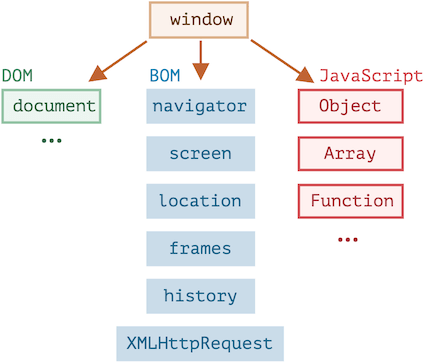 window
DOM
BOM
JavaScript
document
navigator
Object
...
screen
Array
location
Function
frames
...
history
XMLHttpRequest